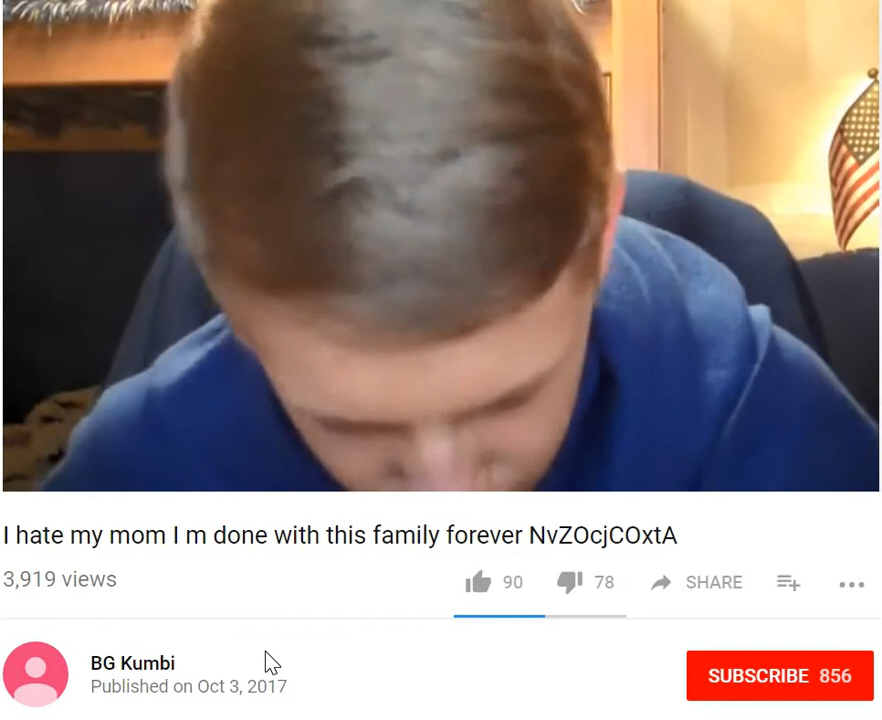 I hate my mom I m done with this family forever NvZOcjCOxtA
3,919 views
90
78
SHARE
BG Kumbi
Published on Oct 3, 2017
SUBSCRIBE 856